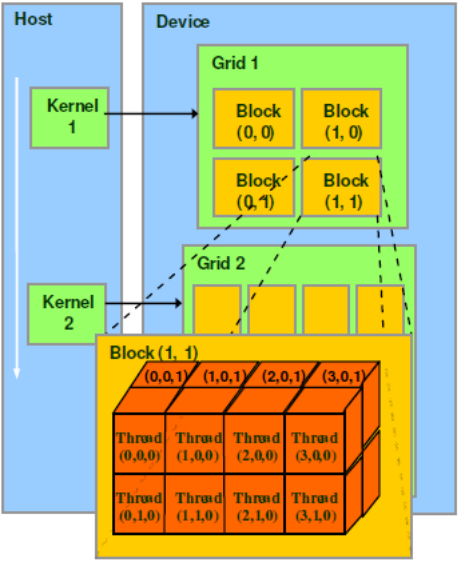 Host
Device
Grid 1
Kernel
1
Block
(0, 0)
Block
(1, 0)
Block
(0, 1)
Block
(1, 1)
Grid 2
Kernel
2
Block (1, 1)
(0,0,1) (1,0,1) (2,0,1) (3,0,1)
Thread
(0,0,0)
Thread
(1,0,0)
Thread
(2,0,0)
Thread
(3,0,0)
Thread
(0,1,0)
Thread
(1,1,0)
Thread
(2,1,0)
Thread
(3,1,0)